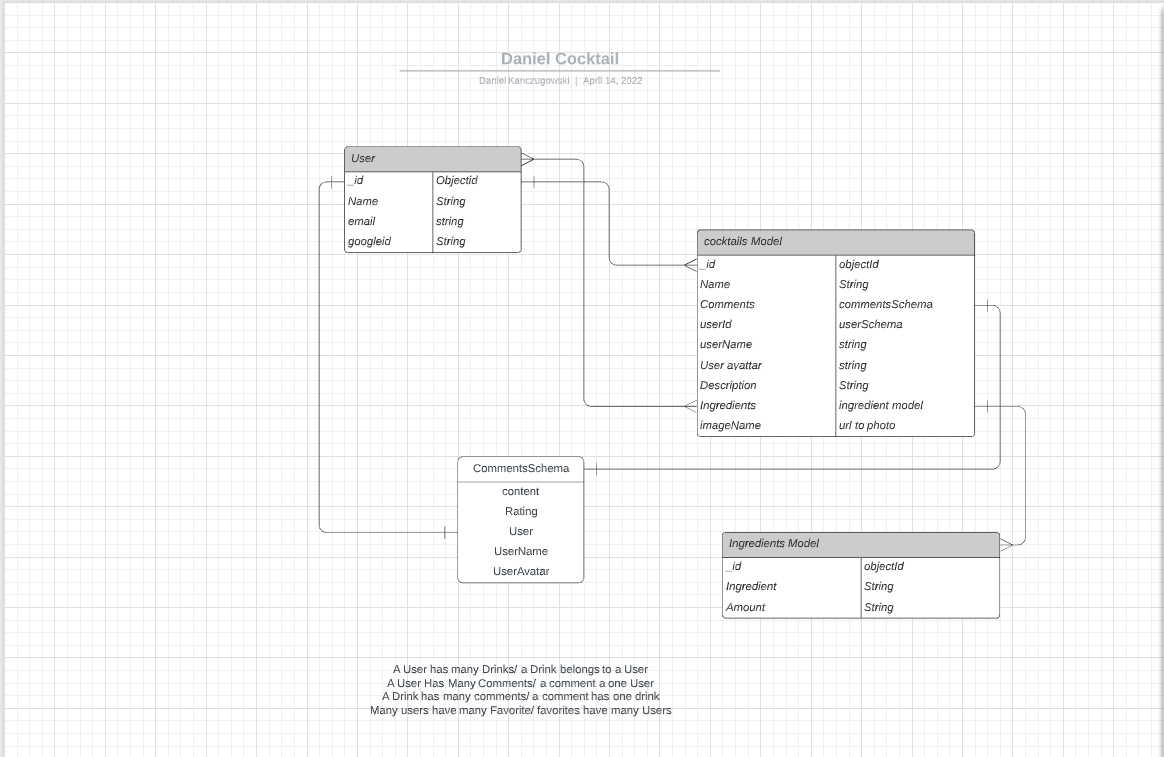 Daniel Cocktail
Daniel Kanczugowski | April 14, 2022
User
_id Objectid
Name String
email string
googleid String
cocktails Model
_id objectId
Name String
Comments commentsSchema
userId userSchema
userName string
User avattar string
Description String
Ingredients ingredient model
imageName url to photo
CommentsSchema
content
Rating
User
UserName
UserAvatar
Ingredients Model
_id objectId
Ingredient String
Amount String
A User has many Drinks/ a Drink belongs to a User
A User Has Many Comments/ a comment a one User
A Drink has many comments/ a comment has one drink
Many users have many Favorite/ favorites have many Users